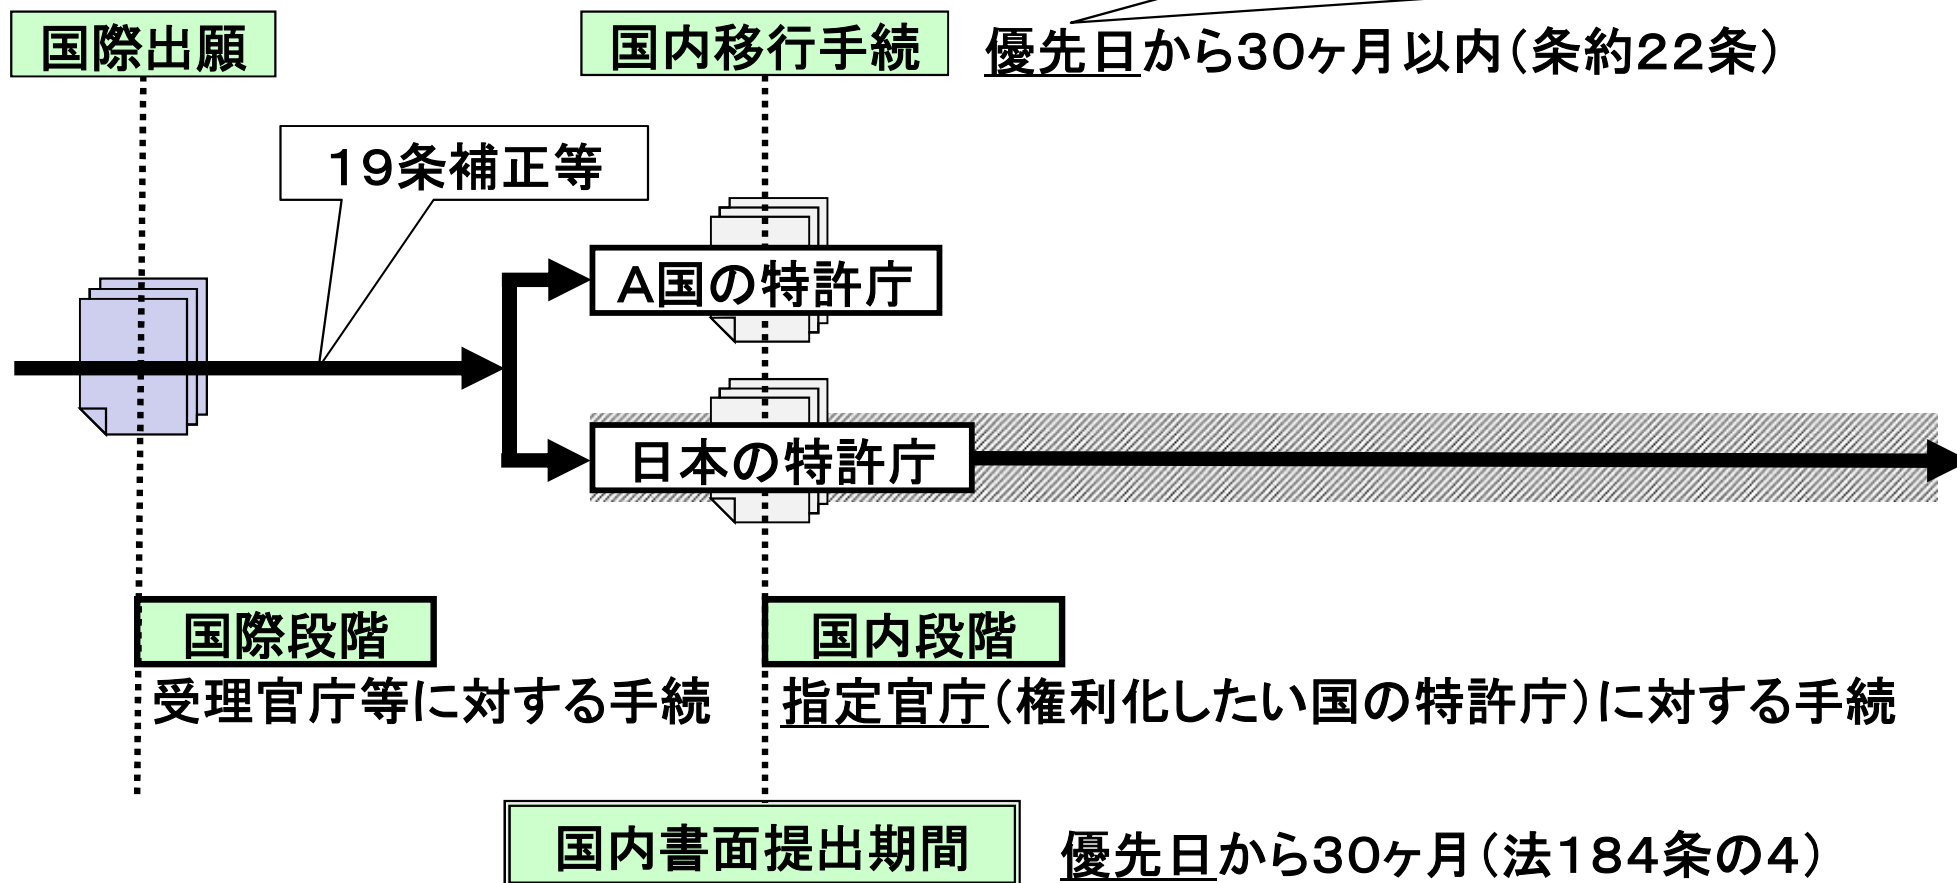 国際出願
国内移行手続
優先日から30ヶ月以内(条約22条)
19条補正等
A国の特許庁
日本の特許庁
国際段階
国内段階
受理官庁等に対する手続
指定官庁(権利化したい国の特許庁)に対する手続
国内書面提出期間
優先日から30ヶ月(法184条の4)